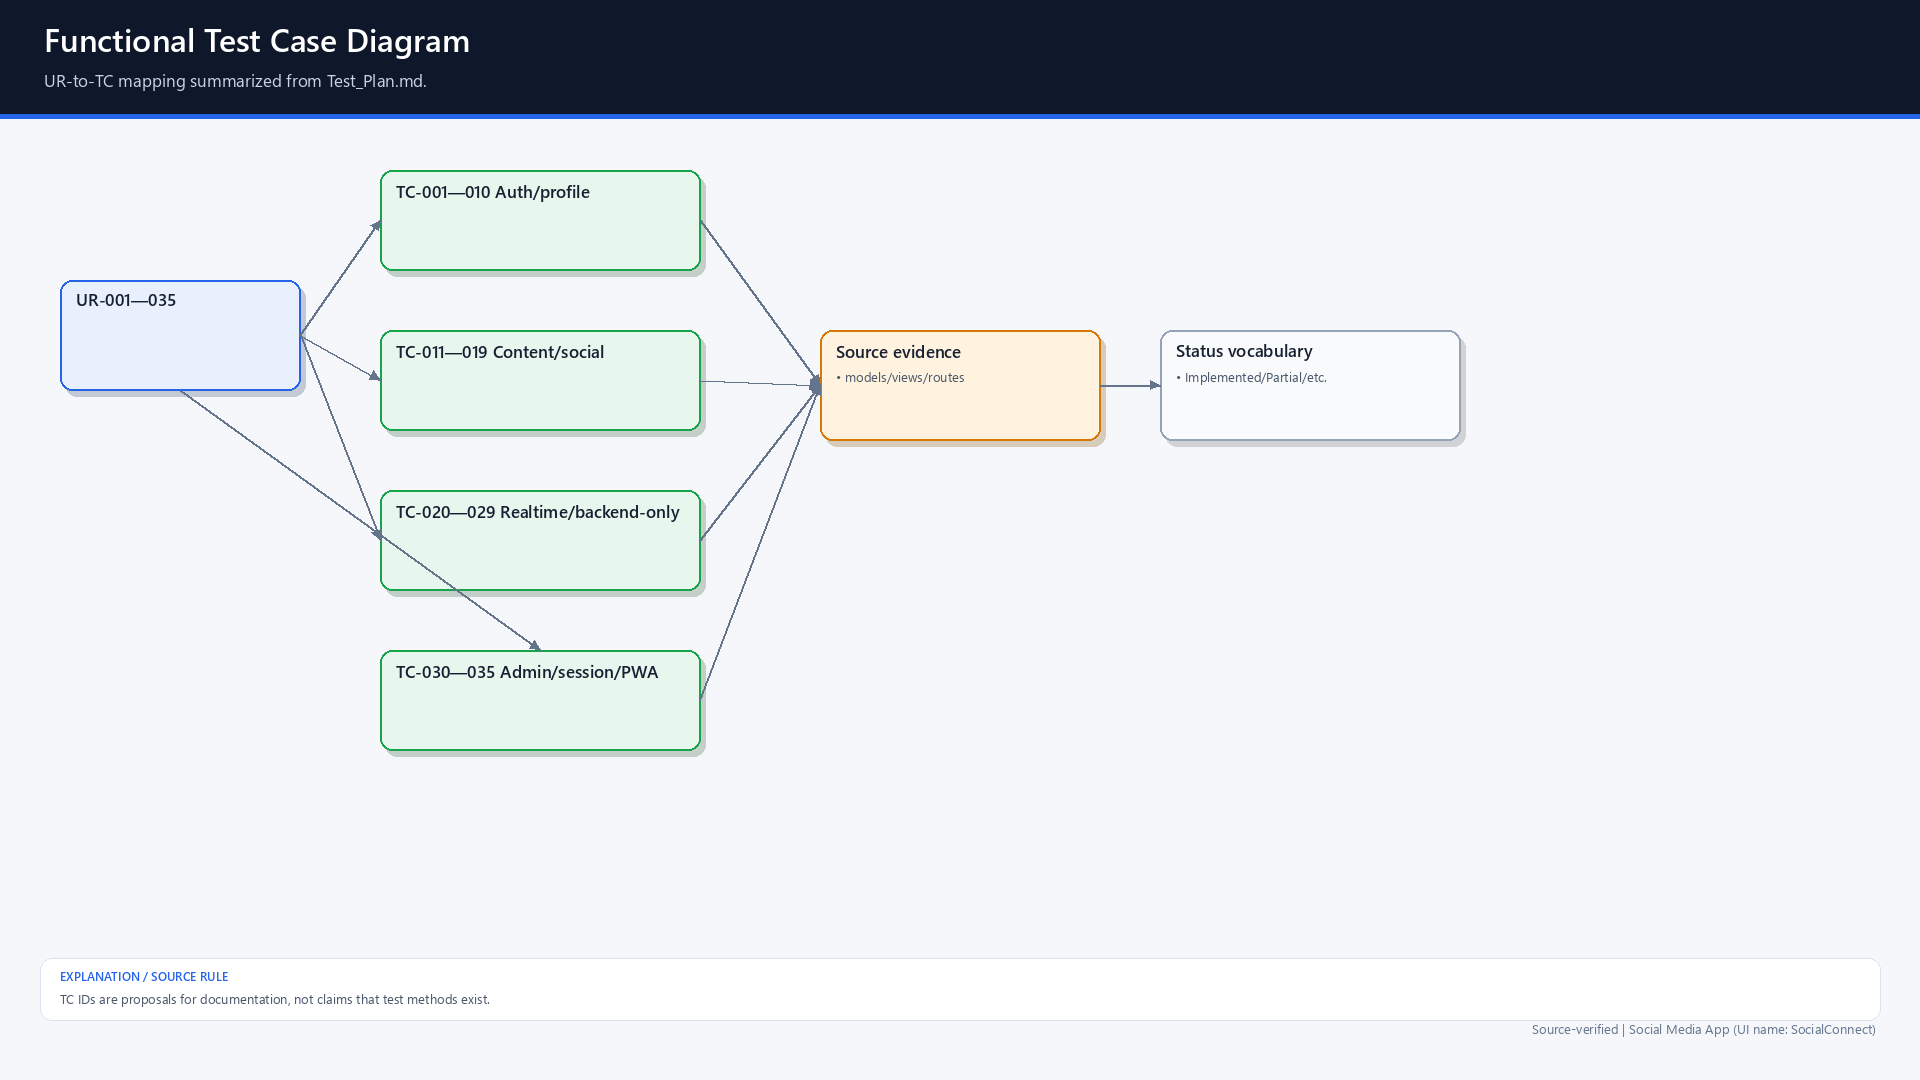 Functional Test Case Diagram
UR-to-TC mapping summarized from Test_Plan.md.
TC-001—010 Auth/profile
UR-001—035
TC-011—019 Content/social
Source evidence
• models/views/routes
Status vocabulary
• Implemented/Partial/etc.
TC-020—029 Realtime/backend-only
TC-030—035 Admin/session/PWA
EXPLANATION / SOURCE RULE
TC IDs are proposals for documentation, not claims that test methods exist.
Source-verified | Social Media App (UI name: SocialConnect)